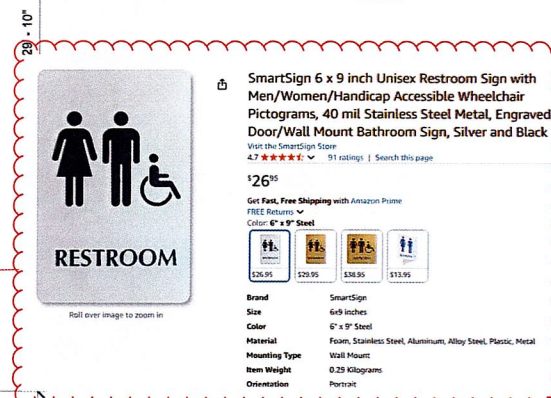 29 - 10"
SmartSign 6 x 9 inch Unisex Restroom Sign with
Men/Women/Handicap Accessible Wheelchair
Pictograms, 40 mil Stainless Steel Metal, Engraved
Door/Wall Mount Bathroom Sign, Silver and Black
Visit the SmartSign Store
4.7 91 ratings | Search this page
$26.95
Get Fast, Free Shipping with Amazon Prime
FREE Returns
Color: 6" x 9" Steel
$26.95 $29.95 $38.95 $13.95
RESTROOM
Roll over image to zoom in
Brand SmartSign
Size 6x9 inches
Color 6" x 9" Steel
Material Foam, Stainless Steel, Aluminum, Alloy Steel, Plastic, Metal
Mounting Type Wall Mount
Item Weight 0.29 Kilograms
Orientation Portrait